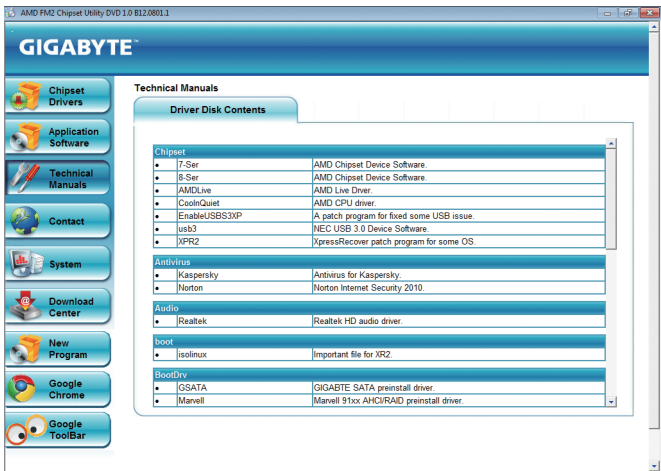 AMD FM2 Chipset Utility DVD 1.0 B12.0801.1
GIGABYTE™
Chipset
Drivers
Application
Software
Technical
Manuals
Contact
System
Download
Center
New
Program
Google
Chrome
Google
ToolBar
Technical Manuals
Driver Disk Contents
Chipset
• 7-Ser AMD Chipset Device Software.
• 8-Ser AMD Chipset Device Software.
• AMDLive AMD Live Drver.
• CoolnQuiet AMD CPU driver.
• EnableUSBS3XP A patch program for fixed some USB issue.
• usb3 NEC USB 3.0 Device Software.
• XPR2 XpressRecover patch program for some OS.
Antivirus
• Kaspersky Antivirus for Kaspersky.
• Norton Norton Internet Security 2010.
Audio
• Realtek Realtek HD audio driver.
boot
• isolinux Important file for XR2.
BootDrv
• GSATA GIGABTE SATA preinstall driver.
• Marvell Marvell 91xx AHCI/RAID preinstall driver.